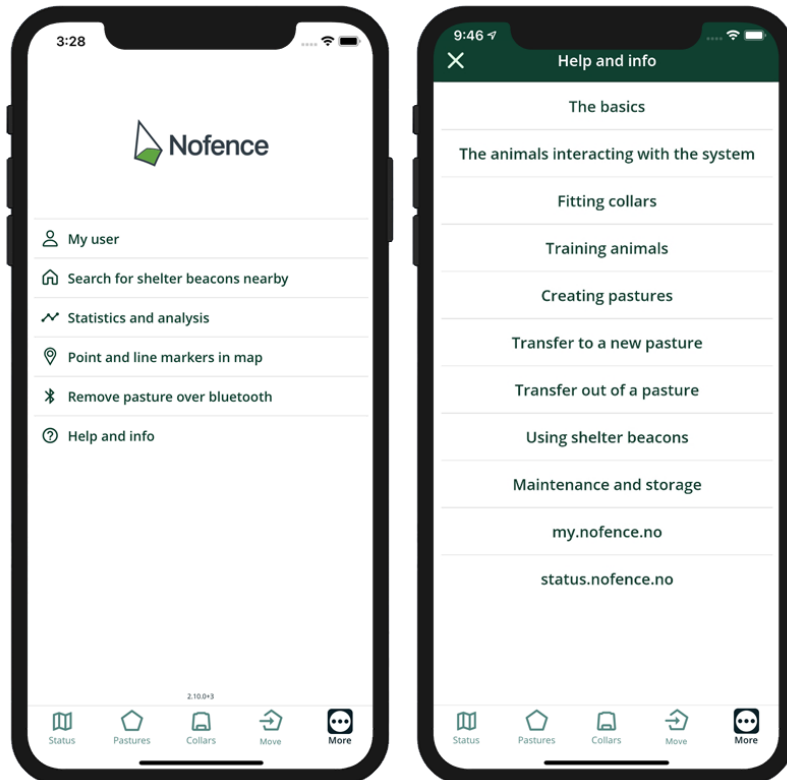 3:28
Nofence
My user
Search for shelter beacons nearby
Statistics and analysis
Point and line markers in map
Remove pasture over bluetooth
Help and info
2.10.0+3
Status
Pastures
Collars
Move
More
9:46
Help and info
The basics
The animals interacting with the system
Fitting collars
Training animals
Creating pastures
Transfer to a new pasture
Transfer out of a pasture
Using shelter beacons
Maintenance and storage
my.nofence.no
status.nofence.no
Status
Pastures
Collars
Move
More